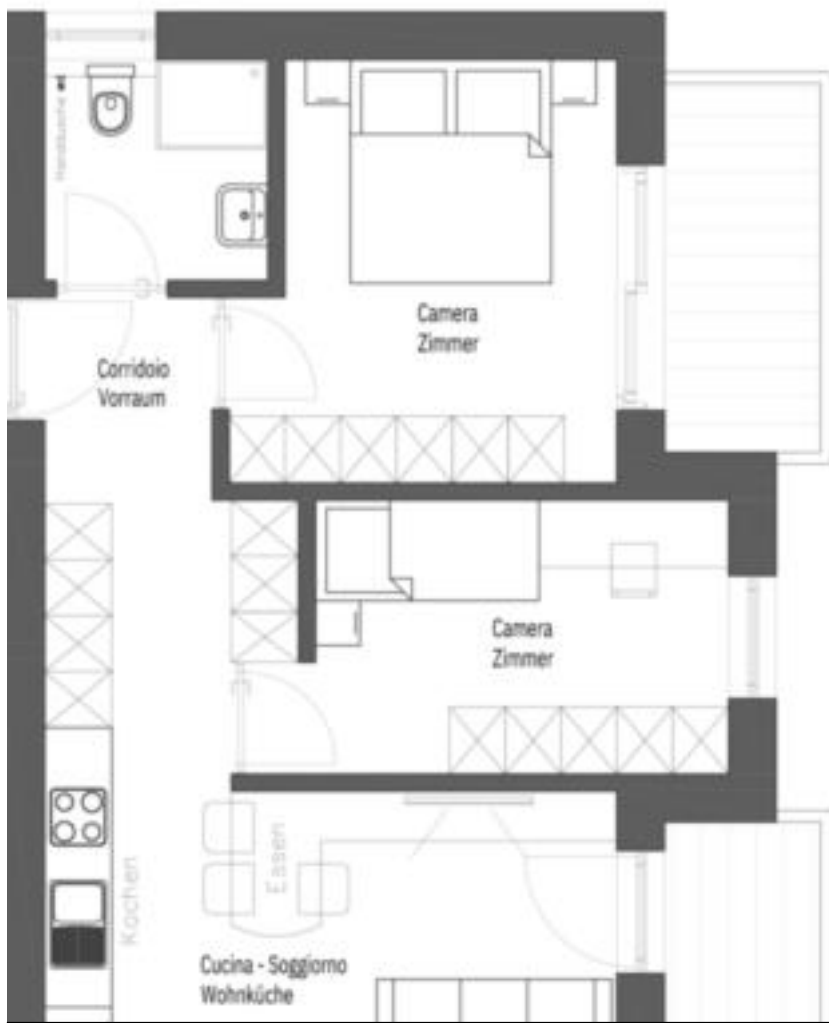 Handdusche
Camera
Zimmer
Corridoio
Vorraum
Camera
Zimmer
Essen
Kochen
Cucina - Soggiorno
Wohnküche